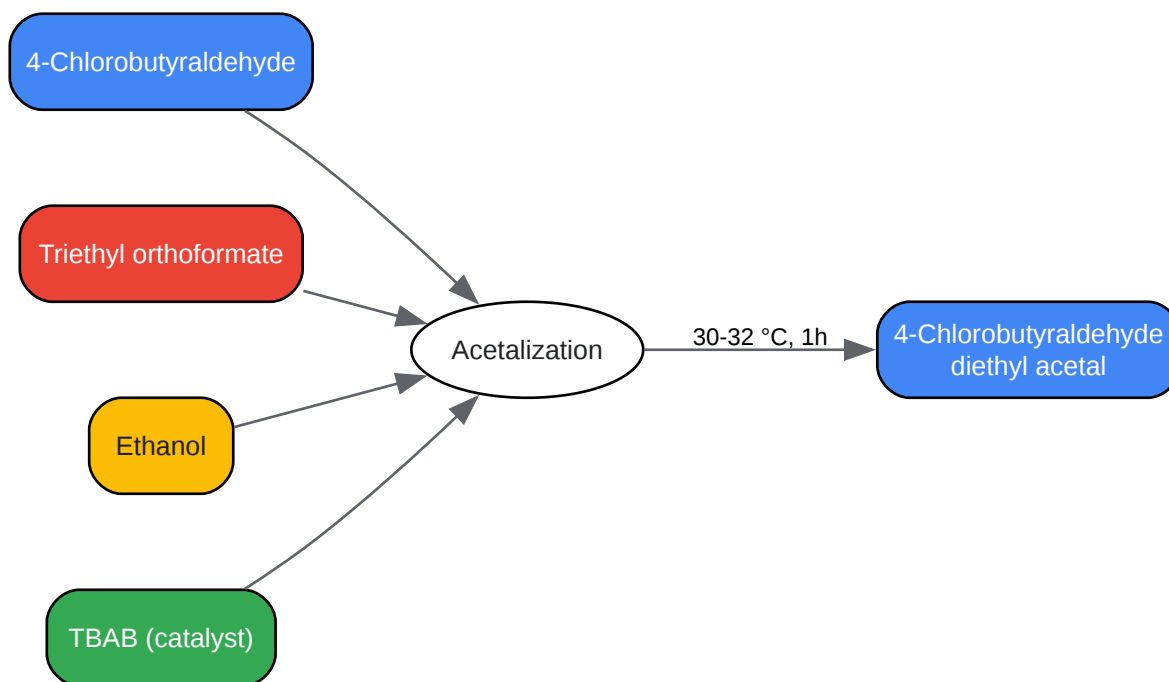 4-Chlorobutyraldehyde
Triethyl orthoformate
Ethanol
TBAB (catalyst)
Acetalization
30-32 °C, 1h
4-Chlorobutyraldehyde
diethyl acetal